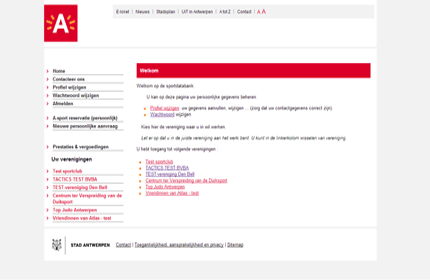 E-loket | Nieuws | Stadsplan | UiT in Antwerpen | A tot Z | Contact | A A
A
Home
Contacteer ons
Profiel wijzigen
Wachtwoord wijzigen
Afmelden
A.sport reservatie (persoonlijk)
Nieuwe persoonlijke aanvraag
Prestaties & vergoedingen
Uw verenigingen
Test sportclub
TACTICS TEST BVBA
TEST vereniging Den Belt
Centrum ter Verspreiding van de Duiksport
Top Judo Antwerpen
Vriendinnen van Atlas - test
Welkom
Welkom op de sportdatabank.
U kan op deze pagina uw persoonlijke gegevens beheren.
Profiel wijzigen: uw gegevens aanvullen, wijzigen ... (zorg dat uw contactgegevens correct zijn).
Wachtwoord wijzigen
Kies hier de vereniging waar u in wil werken.
Let er op dat u in de juiste vereniging aan het werk bent. U kunt in de linkerkolom wisselen van vereniging.
U hebt toegang tot volgende verenigingen:
Test sportclub
TACTICS TEST BVBA
TEST vereniging Den Belt
Centrum ter Verspreiding van de Duiksport
Top Judo Antwerpen
Vriendinnen van Atlas - test
STAD ANTWERPEN
Contact | Toegankelijkheid, aansprakelijkheid en privacy | Sitemap